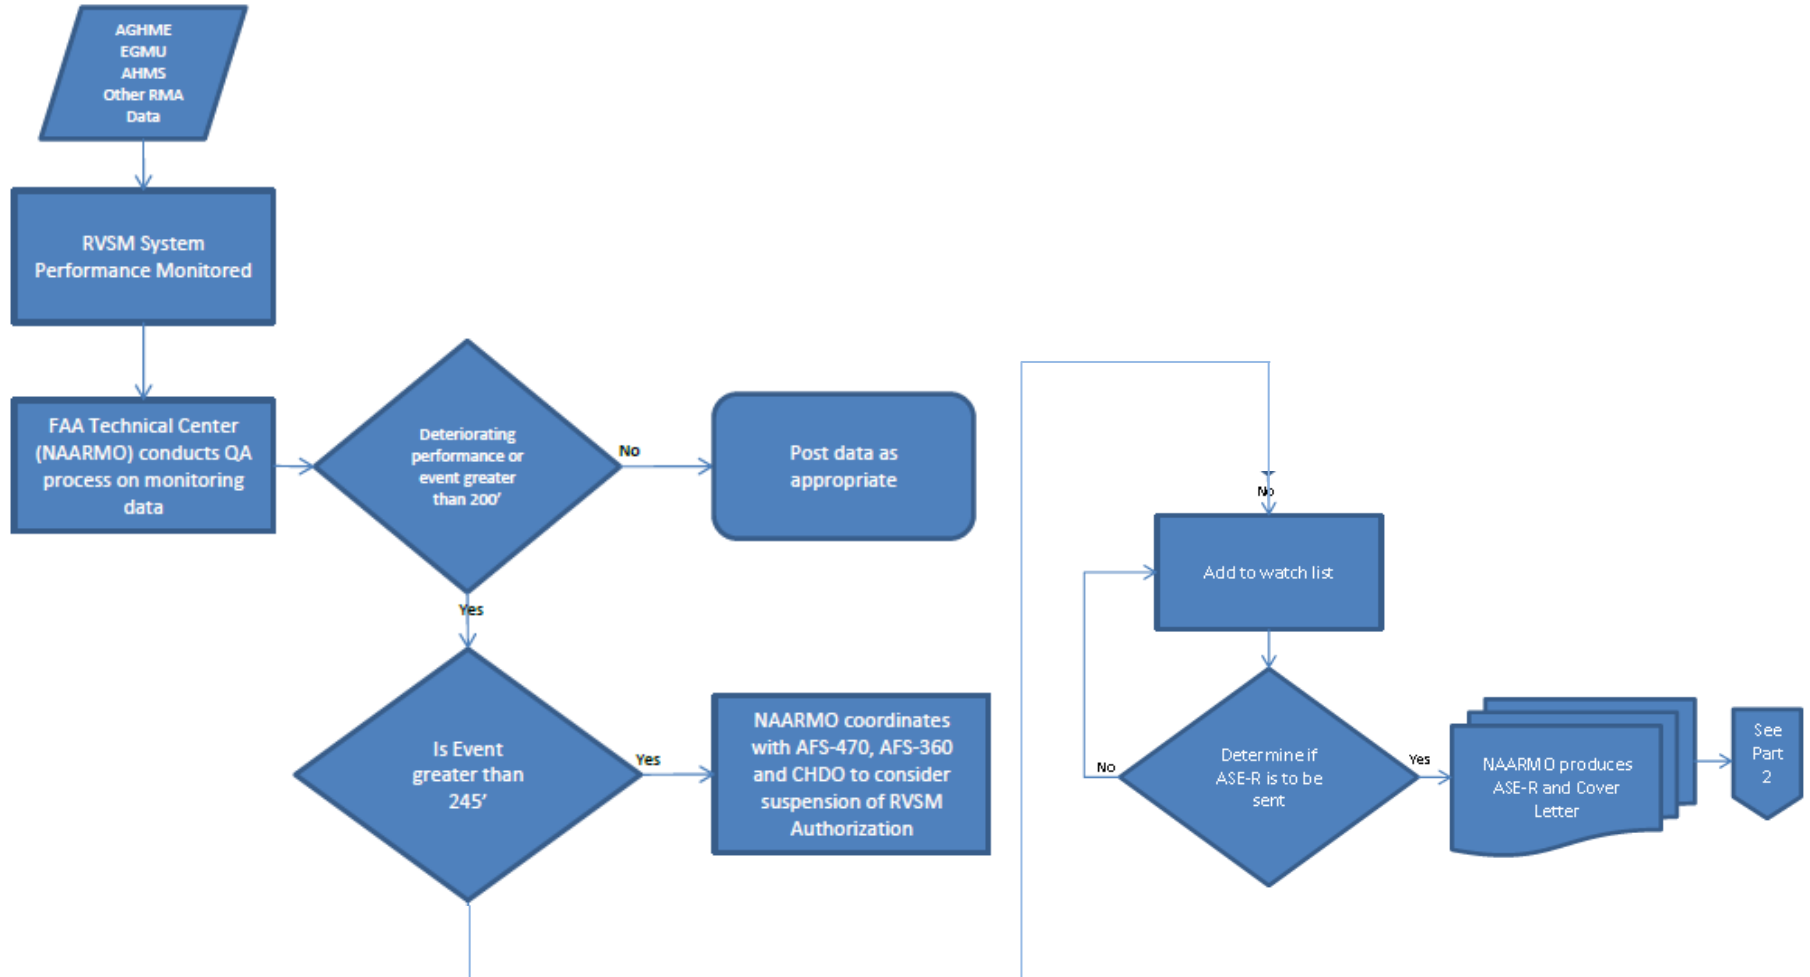 AGHME
EGMU
AHMS
Other RMA
Data
RVSM System
Performance Monitored
FAA Technical Center
(NAARMO) conducts QA
process on monitoring
data
Deteriorating
performance or
event greater
than 200’
No
Post data as
appropriate
Yes
Is Event
greater than
245’
Yes
NAARMO coordinates
with AFS-470, AFS-360
and CHDO to consider
suspension of RVSM
Authorization
No
Add to watch list
Determine if
ASE-R is to be
sent
No
Yes
NAARMO produces
ASE-R and Cover
Letter
See
Part
2